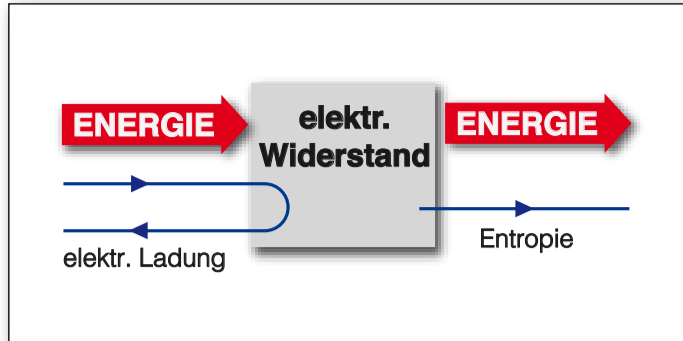 ENERGIE
elektr.
Widerstand
ENERGIE
elektr. Ladung
Entropie